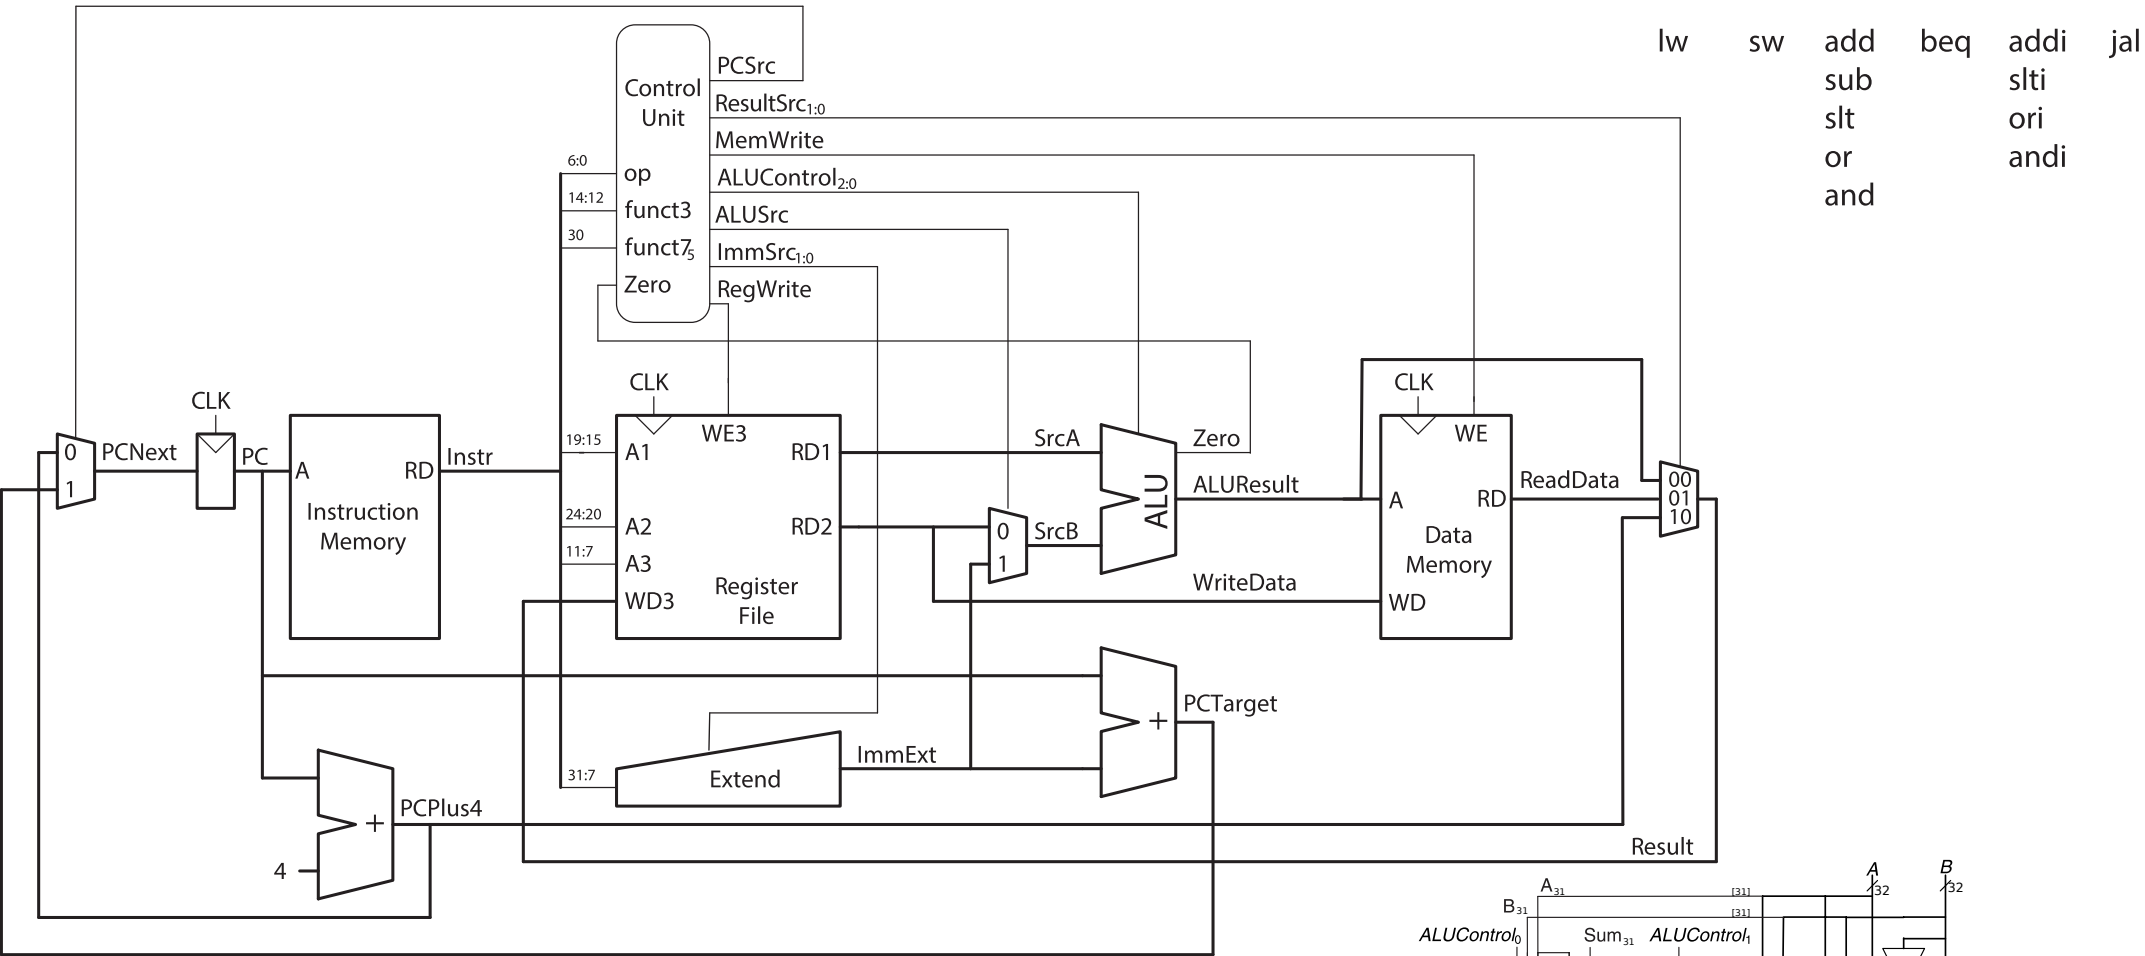 lw sw add beq addi jal
sub slti
slt ori
or andi
and
Control
Unit
PCSrc
ResultSrc1:0
MemWrite
ALUControl2:0
ALUSrc
ImmSrc1:0
RegWrite
6:0 op
14:12 funct3
30 funct75
Zero
CLK
0
1
PCNext
PC
A
RD
Instruction
Memory
Instr
CLK
WE3
19:15 A1
24:20 A2
11:7 A3
WD3
RD1
RD2
Register
File
0
1
SrcA
SrcB
ALU
Zero
ALUResult
WriteData
CLK
WE
A
RD
Data
Memory
WD
ReadData
00
01
10
31:7
Extend
ImmExt
+
PCTarget
+
4
PCPlus4
Result
A B
32 32
A31 [31]
B31 [31]
ALUControl0 Sum31 ALUControl1